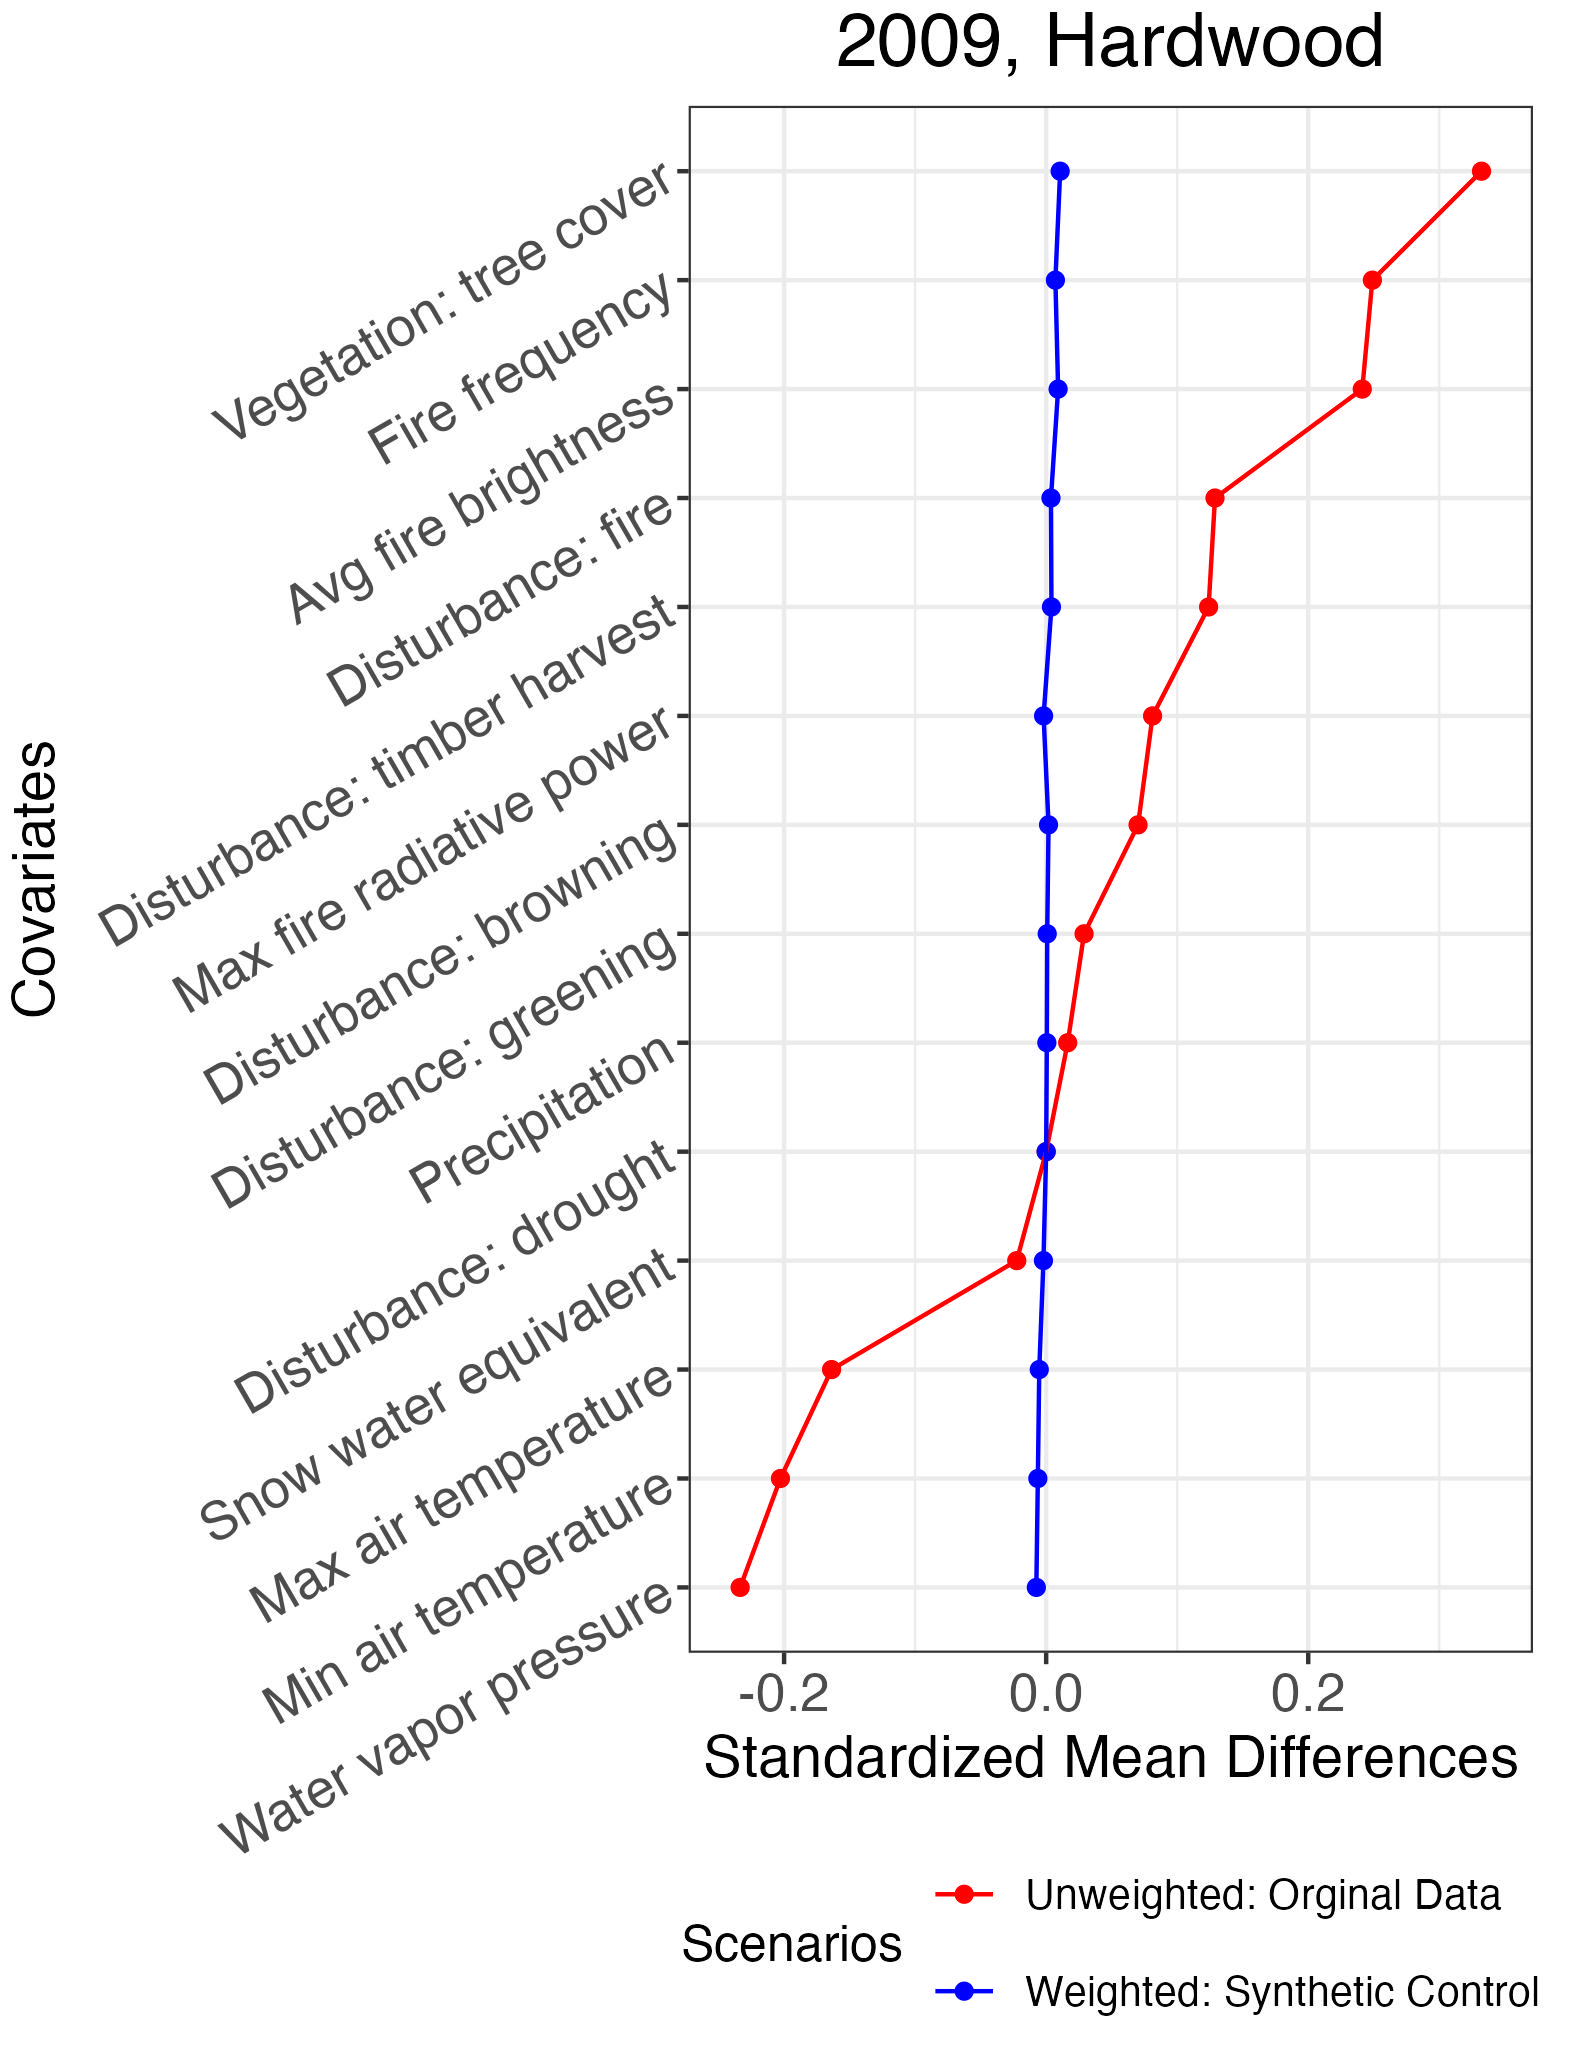 2009, Hardwood
Vegetation: tree cover
Fire frequency
Avg fire brightness
Disturbance: fire
Disturbance: timber harvest
Max fire radiative power
Disturbance: browning
Disturbance: greening
Precipitation
Disturbance: drought
Snow water equivalent
Max air temperature
Min air temperature
Water vapor pressure
Covariates
-0.2 0.0 0.2
Standardized Mean Differences
Scenarios
Unweighted: Orginal Data
Weighted: Synthetic Control